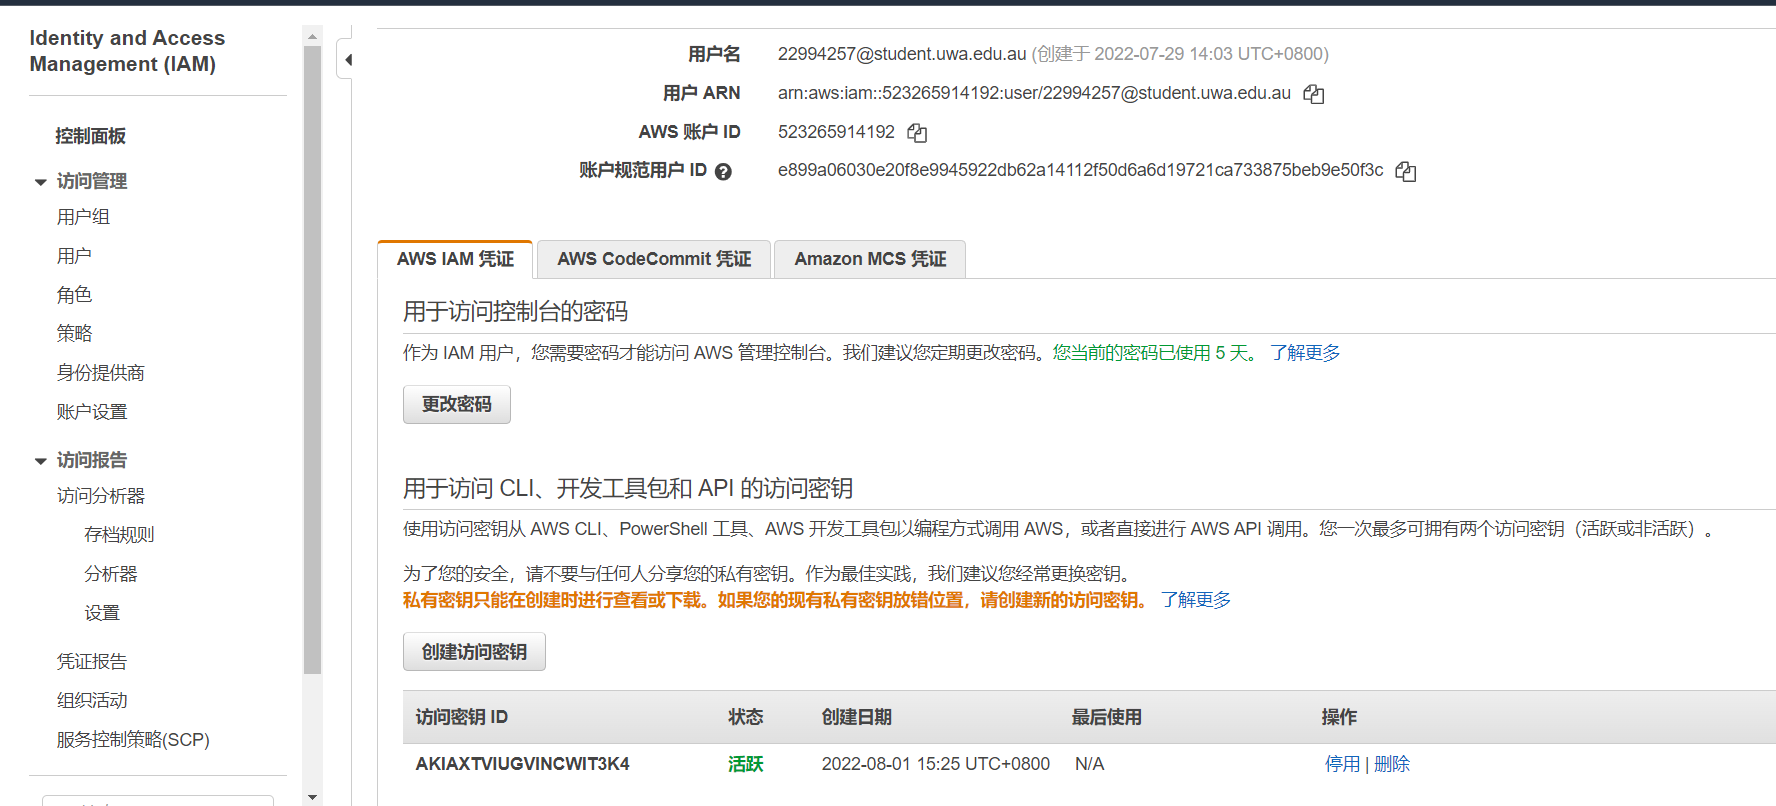 Identity and Access
Management (IAM)
控制面板
访问管理
用户组
用户
角色
策略
身份提供商
账户设置
访问报告
访问分析器
存档规则
分析器
设置
凭证报告
组织活动
服务控制策略(SCP)
用户名 22994257@student.uwa.edu.au (创建于 2022-07-29 14:03 UTC+0800)
用户 ARN arn:aws:iam::523265914192:user/22994257@student.uwa.edu.au
AWS 账户 ID 523265914192
账户规范用户 ID e899a06030e20f8e9945922db62a14112f50d6a6d19721ca733875beb9e50f3c
AWS IAM 凭证 AWS CodeCommit 凭证 Amazon MCS 凭证
用于访问控制台的密码
作为 IAM 用户，您需要密码才能访问 AWS 管理控制台。我们建议您定期更改密码。您当前的密码已使用 5 天。 了解更多
更改密码
用于访问 CLI、开发工具包和 API 的访问密钥
使用访问密钥从 AWS CLI、PowerShell 工具、AWS 开发工具包以编程方式调用 AWS，或者直接进行 AWS API 调用。您一次最多可拥有两个访问密钥（活跃或非活跃）。
为了您的安全，请不要与任何人分享您的私有密钥。作为最佳实践，我们建议您经常更换密钥。
私有密钥只能在创建时进行查看或下载。如果您的现有私有密钥放错位置，请创建新的访问密钥。 了解更多
创建访问密钥
访问密钥 ID 状态 创建日期 最后使用 操作
AKIAXTVIUGVINCWIT3K4 活跃 2022-08-01 15:25 UTC+0800 N/A 停用 | 删除